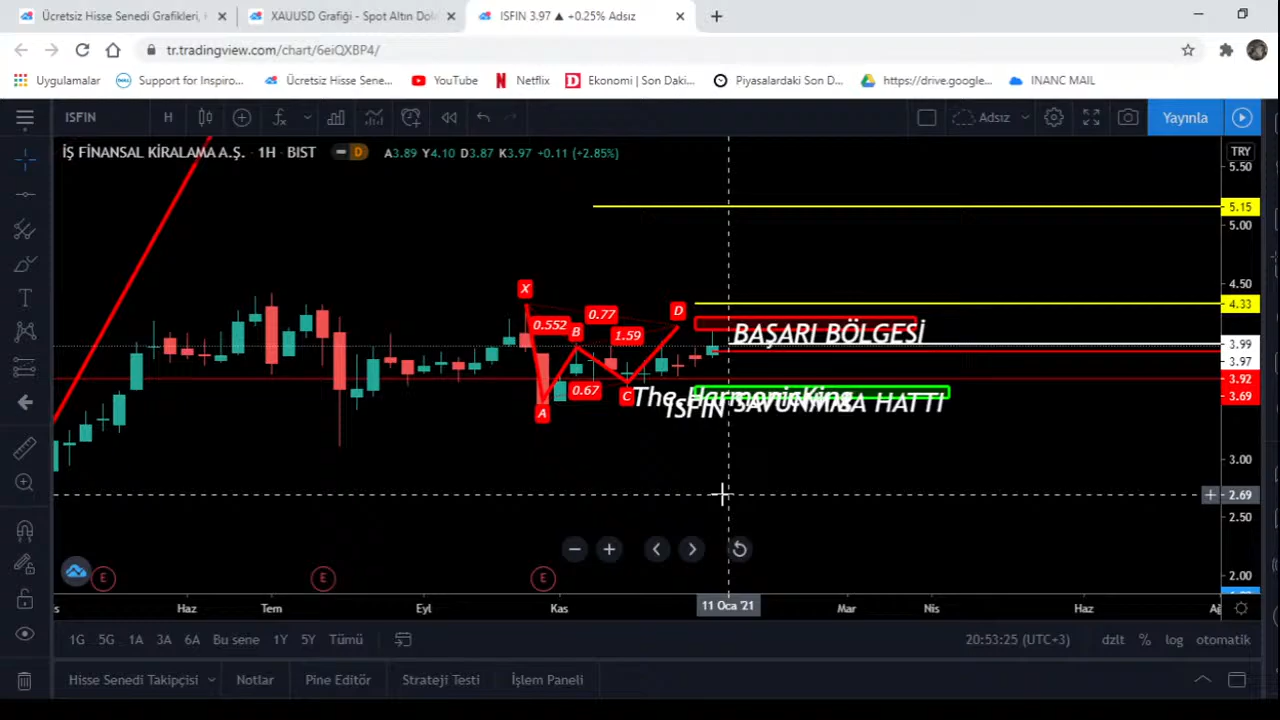 Ücretsiz Hisse Senedi Grafikleri, H
XAUUSD Grafiği - Spot Altın Dola
ISFIN 3.97 ▲ +0.25% Adsız
tr.tradingview.com/chart/6eiQXBP4/
Uygulamalar
Support for Inspiro...
Ücretsiz Hisse Sene...
YouTube
Netflix
Ekonomi | Son Daki...
Piyasalardaki Son D...
https://drive.google...
INANC MAIL
ISFIN
H
Adsız
Yayınla
İŞ FİNANSAL KİRALAMA A.Ş. · 1H · BIST
D
A3.89 Y4.10 D3.87 K3.97 +0.11 (+2.85%)
TRY
5.50
5.15
5.00
4.50
4.33
3.99
3.97
3.92
3.69
3.00
2.69
2.50
2.00
X
0.77
D
0.552
B
1.59
BAŞARI BÖLGESİ
0.67
C
A
The HarmonicKing
ISFIN
SAVUNMA HATTI
E
E
E
Haz
Tem
Eyl
Kas
11 Oca '21
Mar
Nis
Haz
1G
5G
1A
3A
6A
Bu sene
1Y
5Y
Tümü
20:53:25 (UTC+3)
dzlt
%
log
otomatik
Hisse Senedi Takipçisi
Notlar
Pine Editör
Strateji Testi
İşlem Paneli